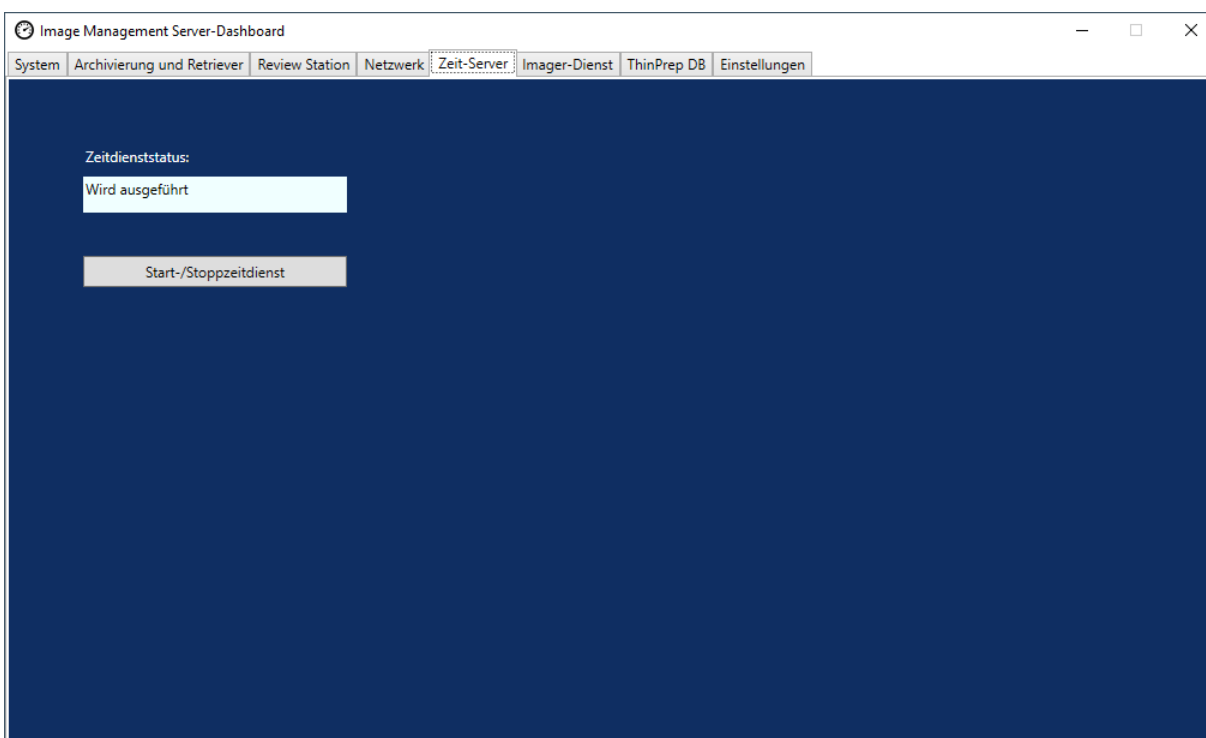 Image Management Server-Dashboard
System Archivierung und Retriever Review Station Netzwerk Zeit-Server Imager-Dienst ThinPrep DB Einstellungen
Zeitdienststatus:
Wird ausgeführt
Start-/Stoppzeitdienst